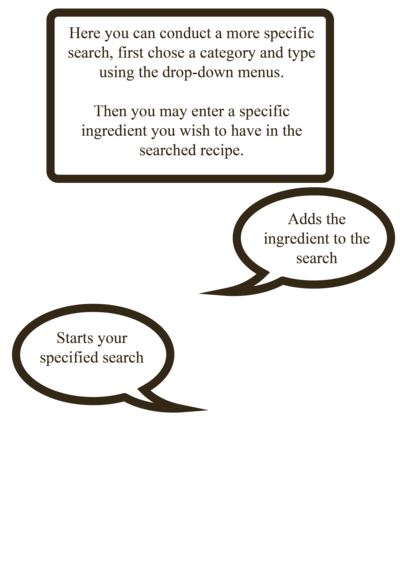 Here you can conduct a more specific
search, first chose a category and type
using the drop-down menus.
Then you may enter a specific
ingredient you wish to have in the
searched recipe.
Adds the
ingredient to the
search
Starts your
specified search